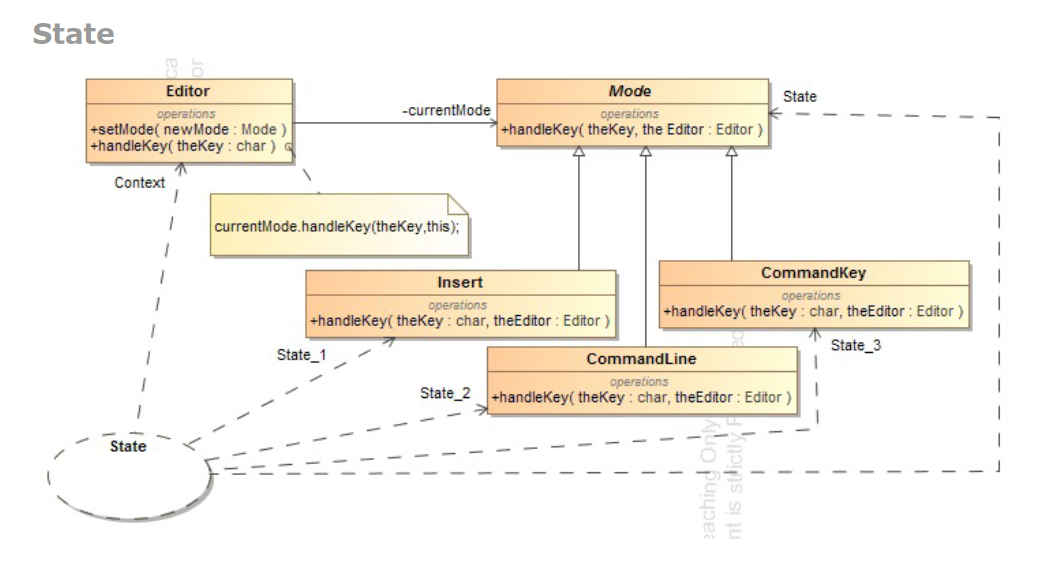 State
Editor
operations
+setMode( newMode : Mode )
+handleKey( theKey : char )
-currentMode
Mode
operations
+handleKey( theKey, the Editor : Editor )
State
Context
currentMode.handleKey(theKey,this);
Insert
operations
+handleKey( theKey : char, theEditor : Editor )
CommandKey
operations
+handleKey( theKey : char, theEditor : Editor )
State_1
CommandLine
operations
+handleKey( theKey : char, theEditor : Editor )
State_2
State_3
State
eaching Only
nt is strictly